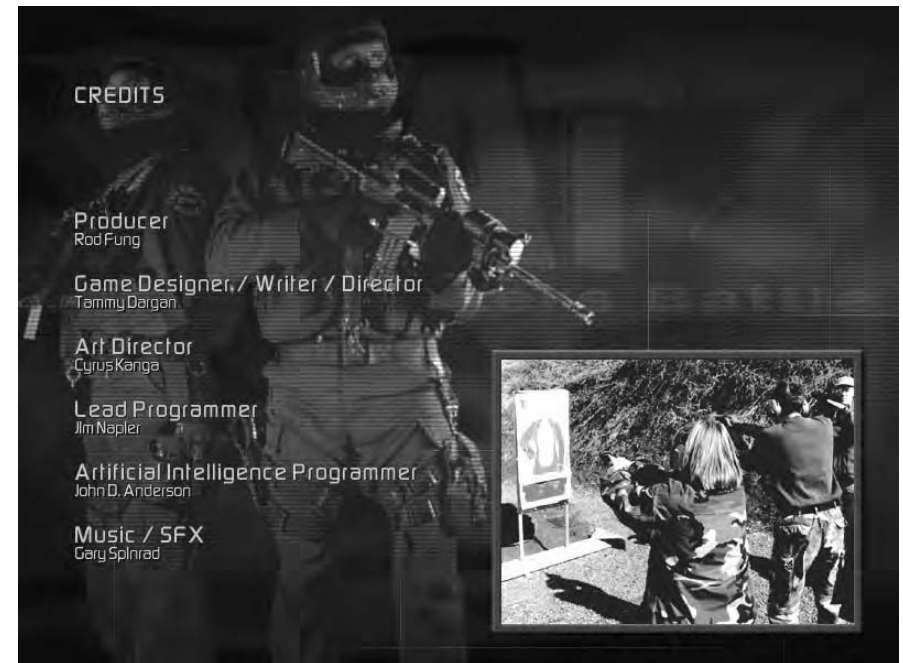 CREDITS
Producer
Rod Fung
Game Designer / Writer / Director
Tammy Dargan
Art Director
Cyrus Kanga
Lead Programmer
Jim Napler
Artificial Intelligence Programmer
John D. Anderson
Music / SFX
Gary Spinrad